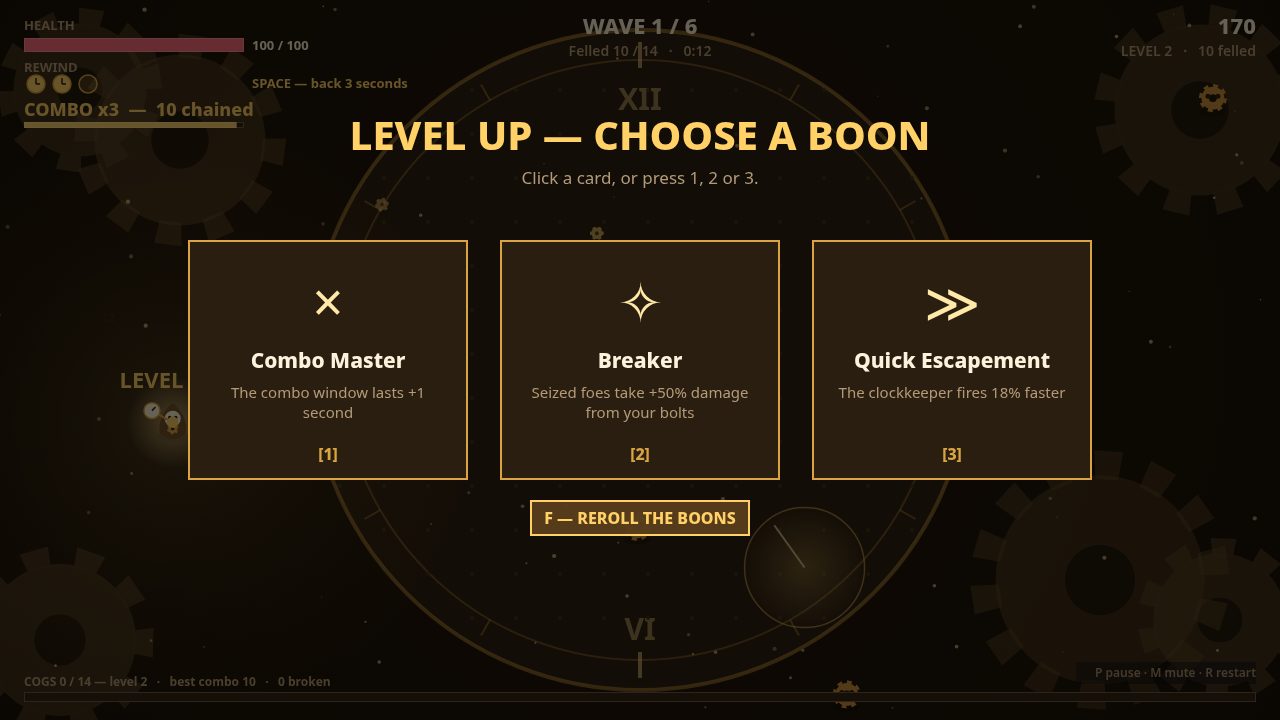 HEALTH
100 / 100
REWIND
SPACE — back 3 seconds
COMBO x3 — 10 chained
WAVE 1 / 6
Felled 10 / 14 · 0:12
170
LEVEL 2 · 10 felled
XII
LEVEL UP — CHOOSE A BOON
Click a card, or press 1, 2 or 3.
×
Combo Master
The combo window lasts +1
second
[1]
Breaker
Seized foes take +50% damage
from your bolts
[2]
≫
Quick Escapement
The clockkeeper fires 18% faster
[3]
LEVEL
F — REROLL THE BOONS
VI
COGS 0 / 14 — level 2 · best combo 10 · 0 broken
P pause · M mute · R restart